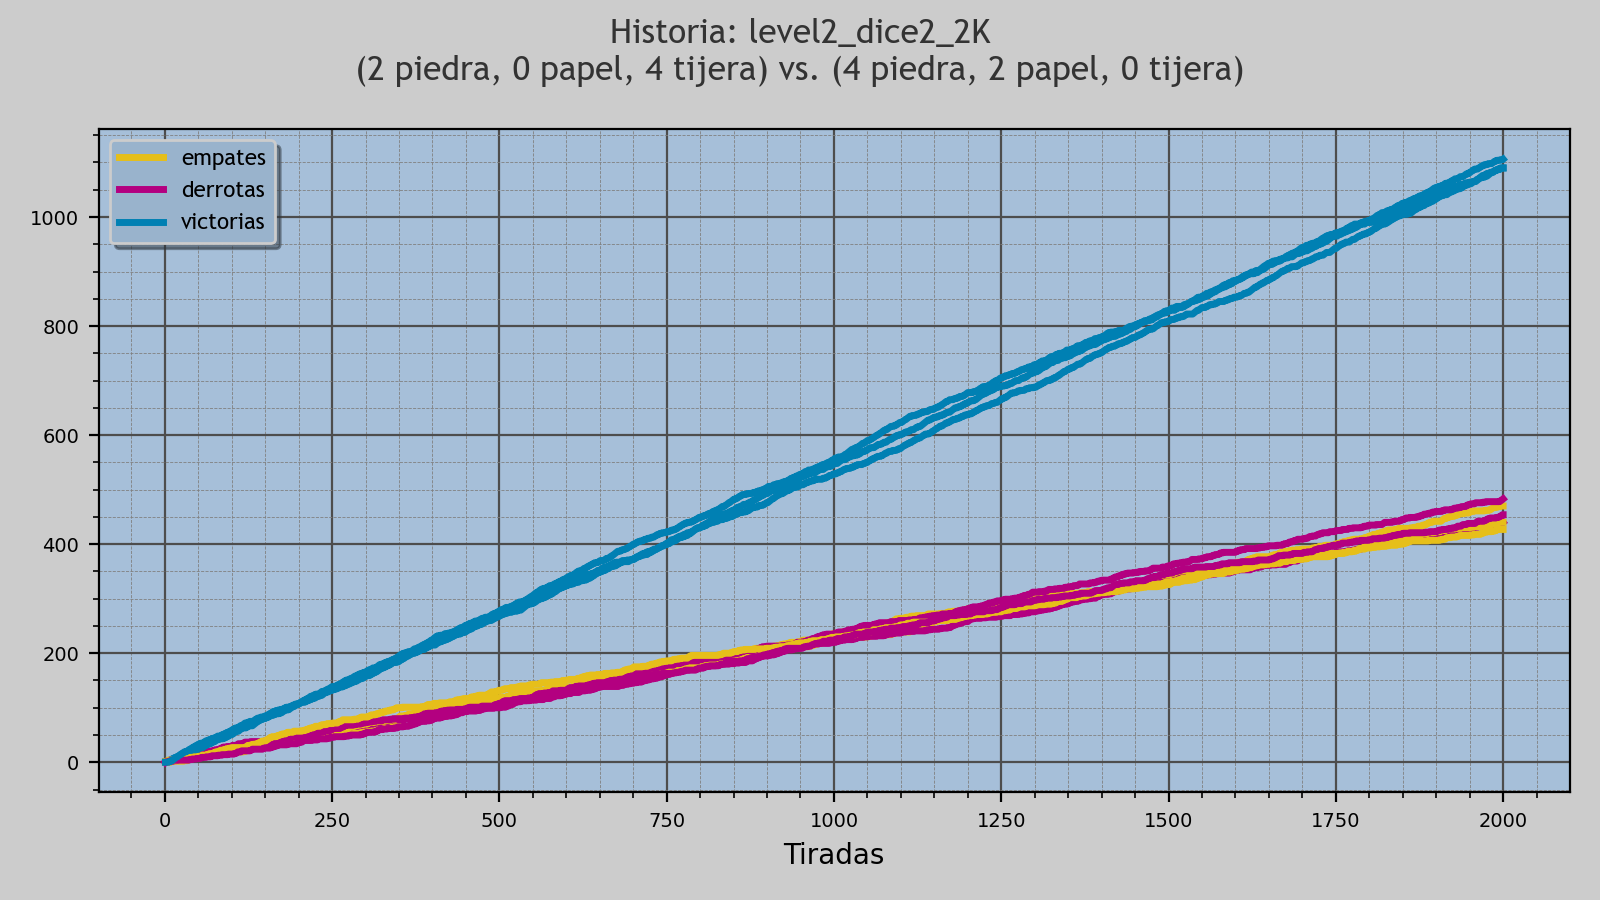 Historia: level2_dice2_2K
(2 piedra, 0 papel, 4 tijera) vs. (4 piedra, 2 papel, 0 tijera)
empates
derrotas
victorias
1000
800
600
400
200
0
0 250 500 750 1000 1250 1500 1750 2000
Tiradas